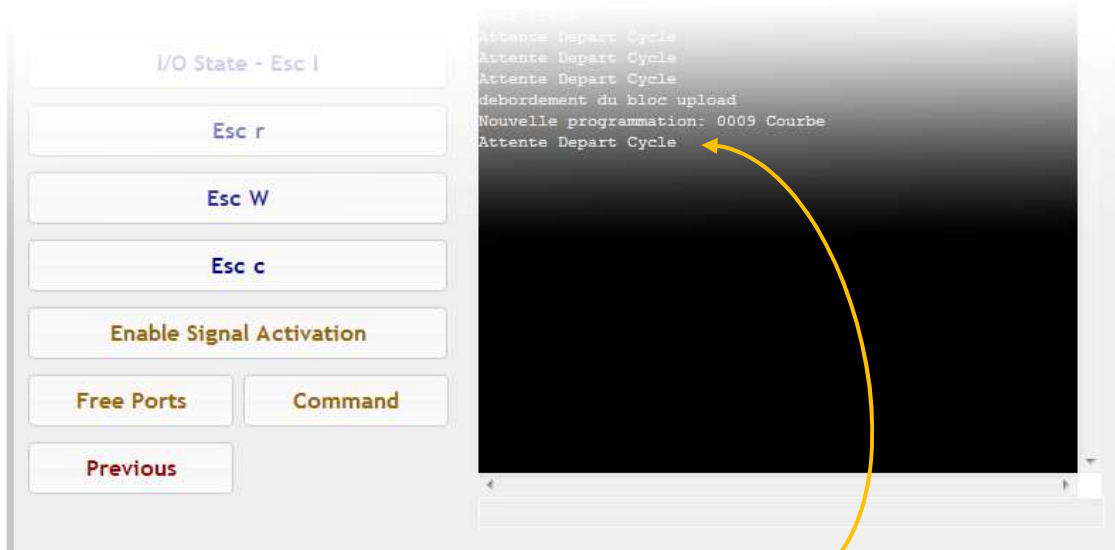 I/O State - Esc I
Esc r
Esc W
Esc c
Enable Signal Activation
Free Ports
Command
Previous
Attente Depart Cycle
Attente Depart Cycle
Attente Depart Cycle
debordement du bloc upload
Nouvelle programmation: 0009 Courbe
Attente Depart Cycle